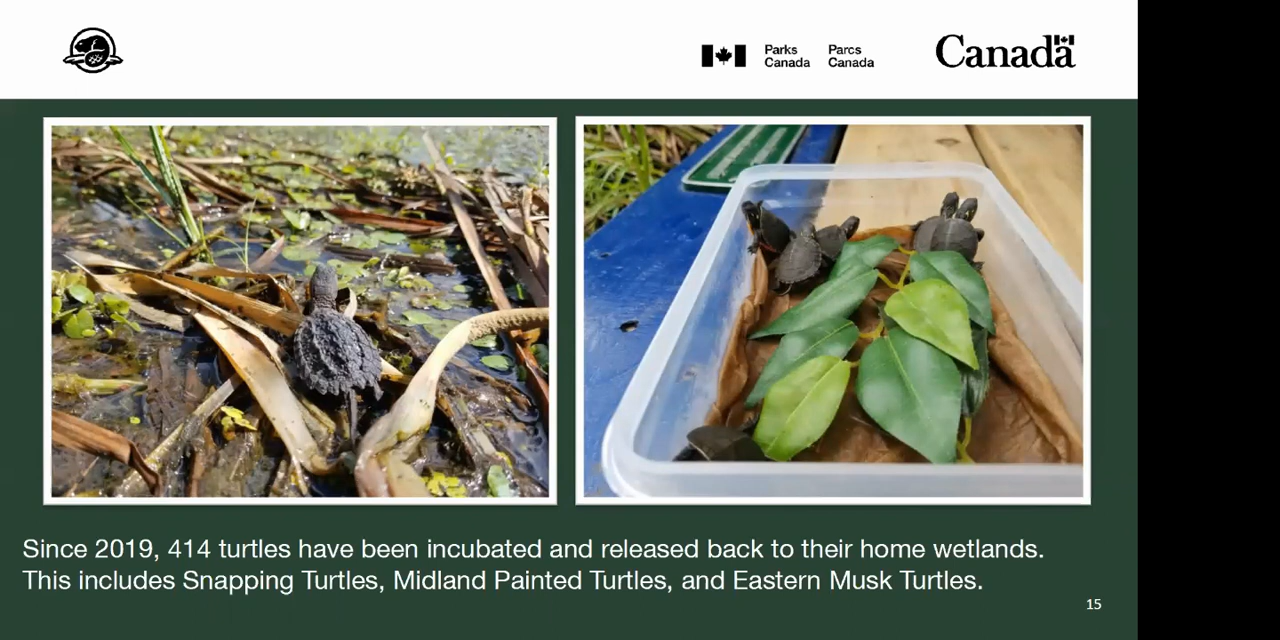 Parks Canada
Parcs Canada
Canada
Since 2019, 414 turtles have been incubated and released back to their home wetlands.
This includes Snapping Turtles, Midland Painted Turtles, and Eastern Musk Turtles.
15